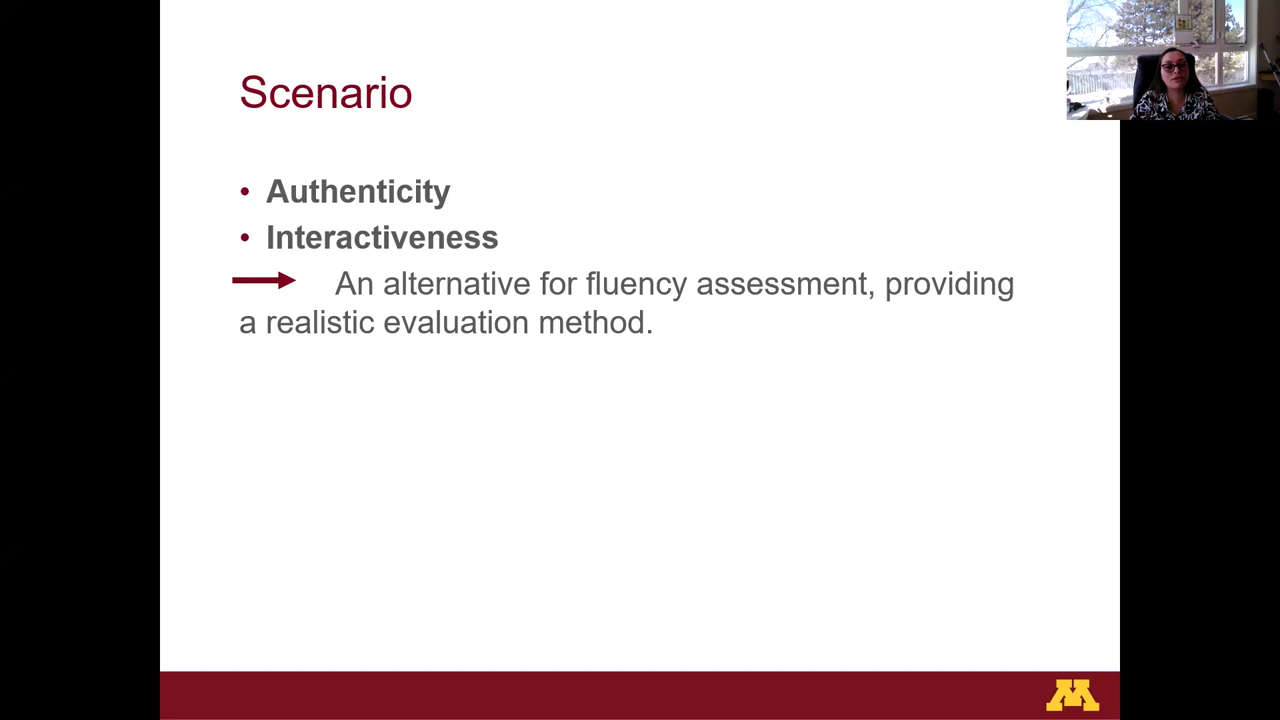 Scenario
• Authenticity
• Interactiveness
An alternative for fluency assessment, providing
a realistic evaluation method.
M